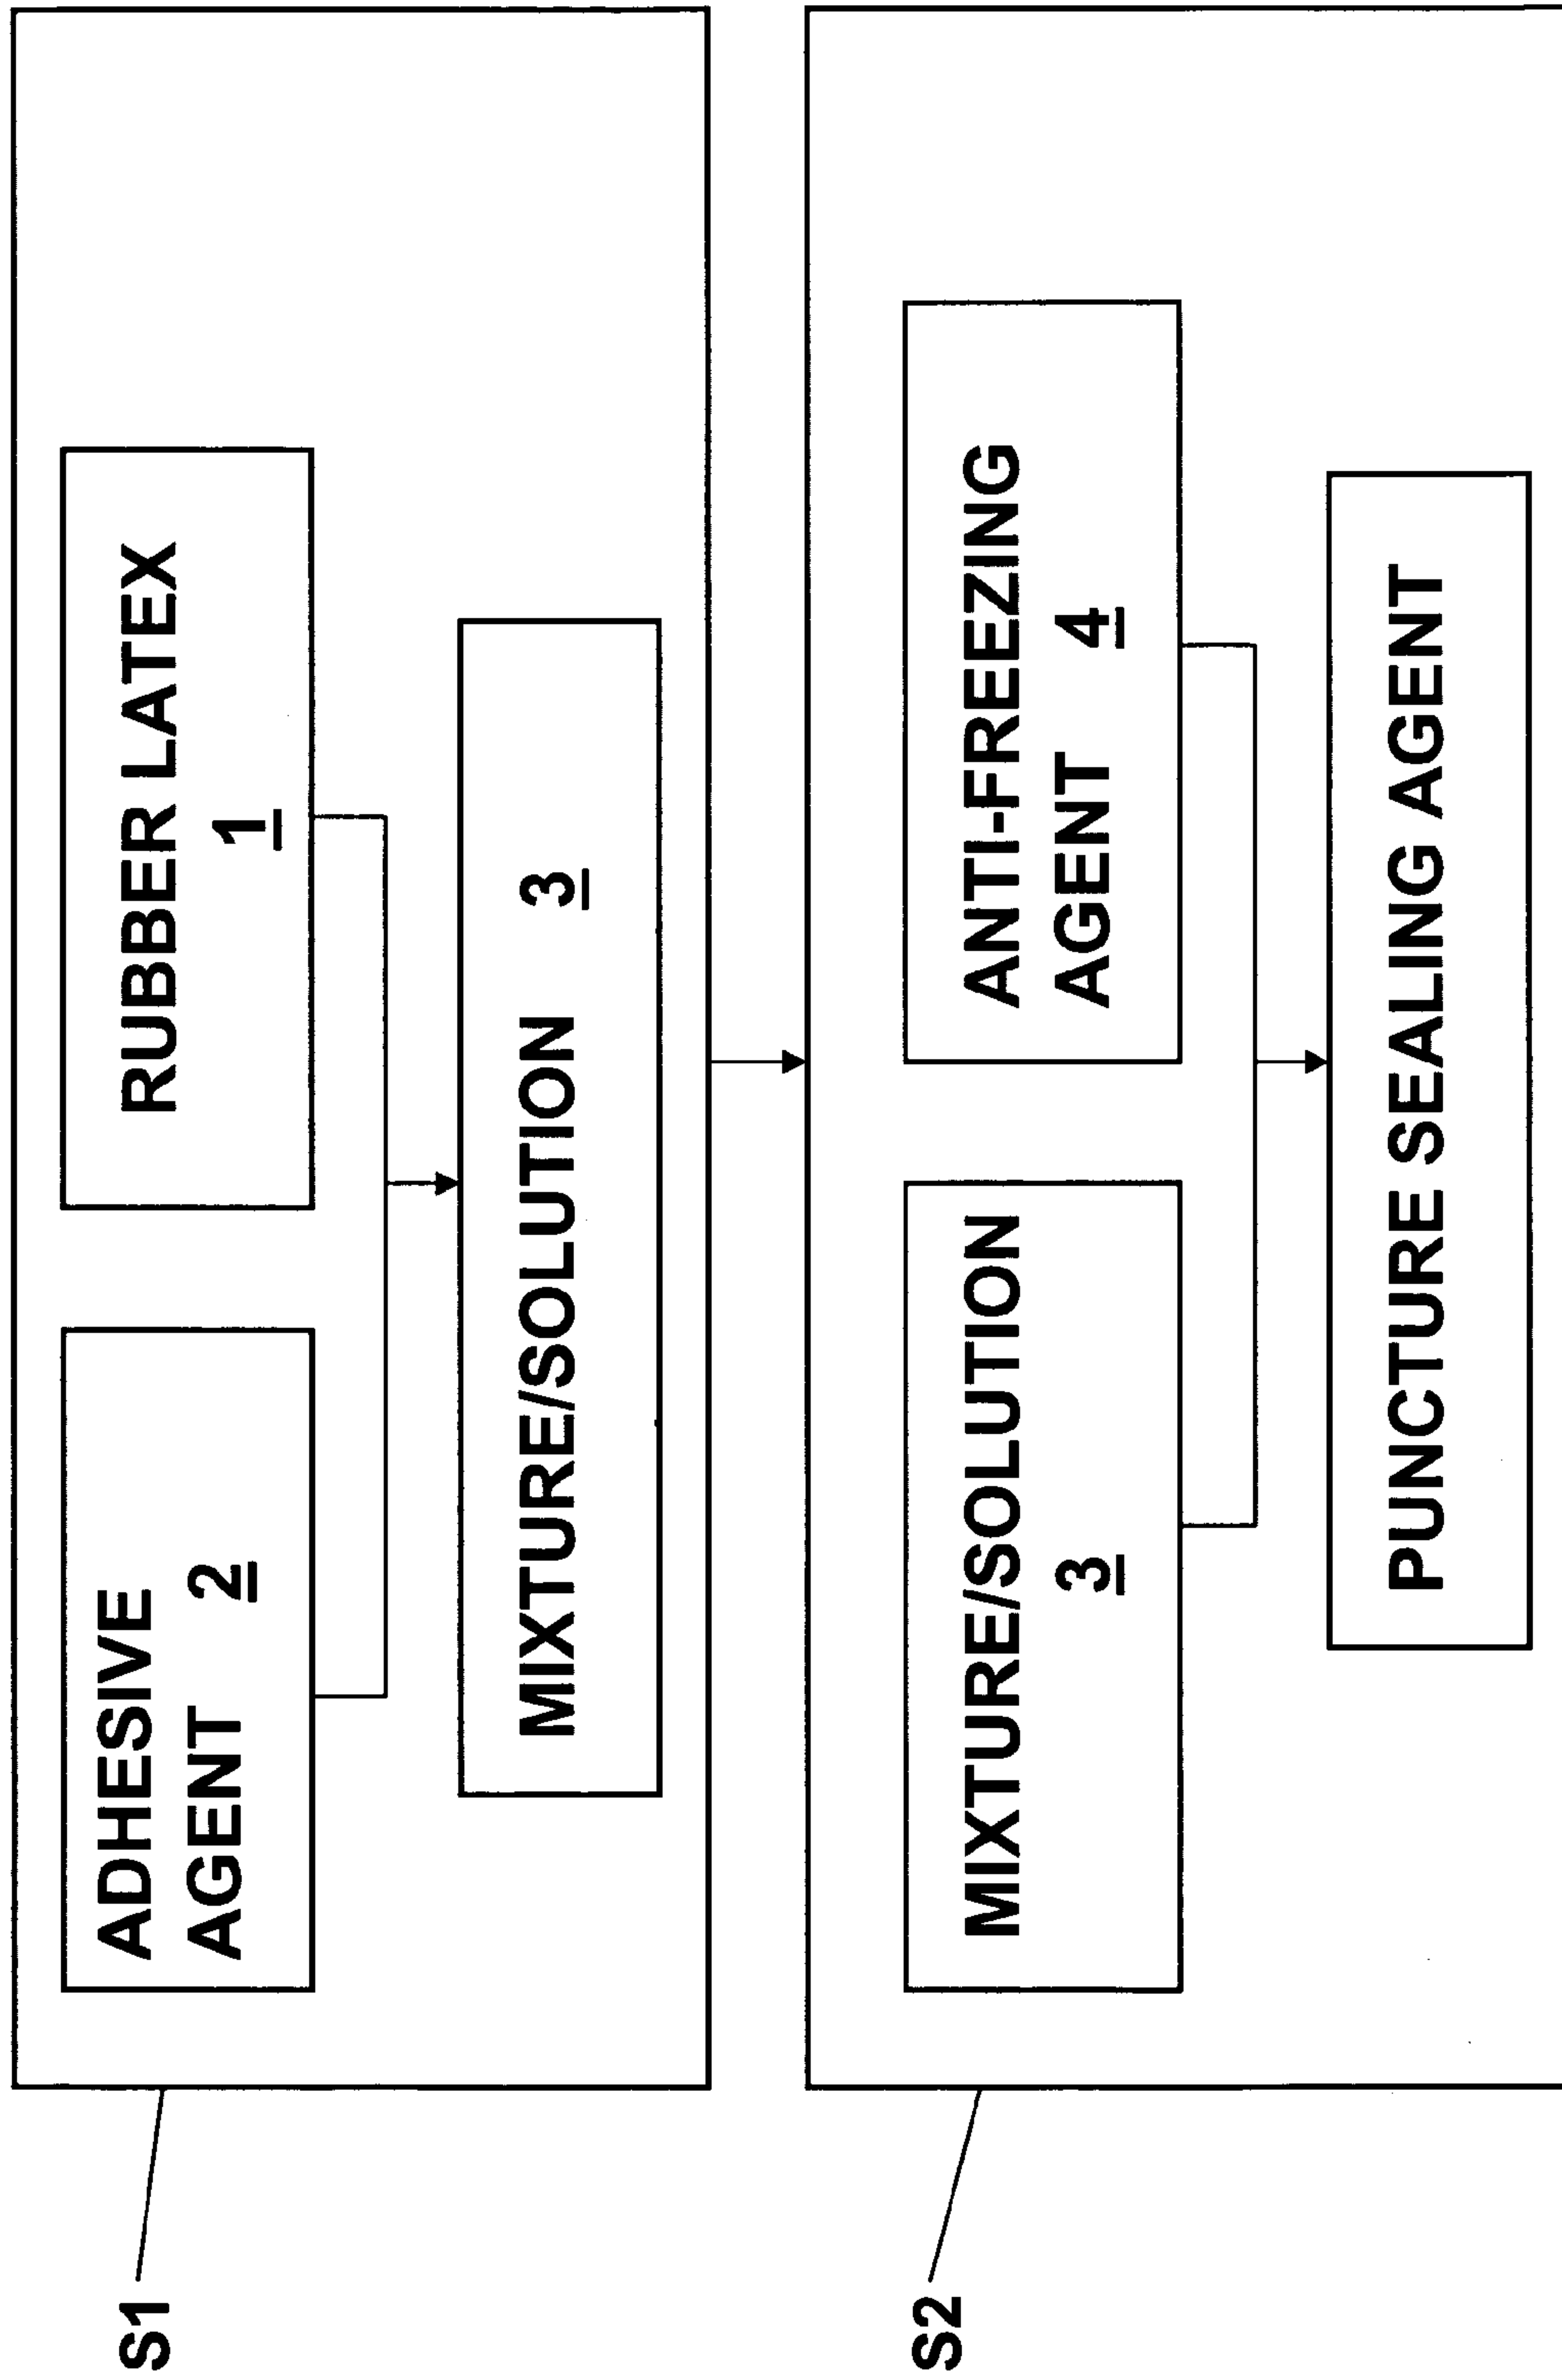 S1
ADHESIVE
AGENT 2
RUBBER LATEX
1
MIXTURE/SOLUTION 3
S2
MIXTURE/SOLUTION
3
ANTI-FREEZING
AGENT 4
PUNCTURE SEALING AGENT